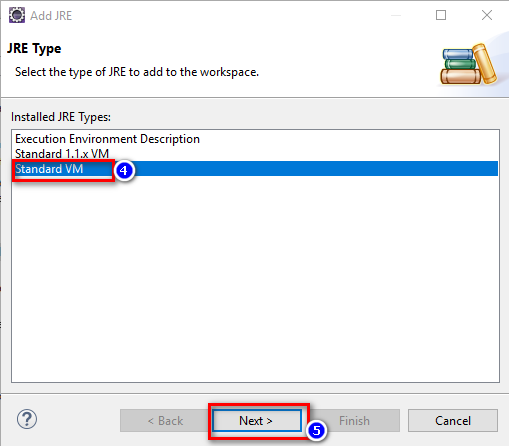 Add JRE
JRE Type
Select the type of JRE to add to the workspace.
Installed JRE Types:
Execution Environment Description
Standard 1.1.x VM
Standard VM
4
?
< Back
Next >
5
Finish
Cancel